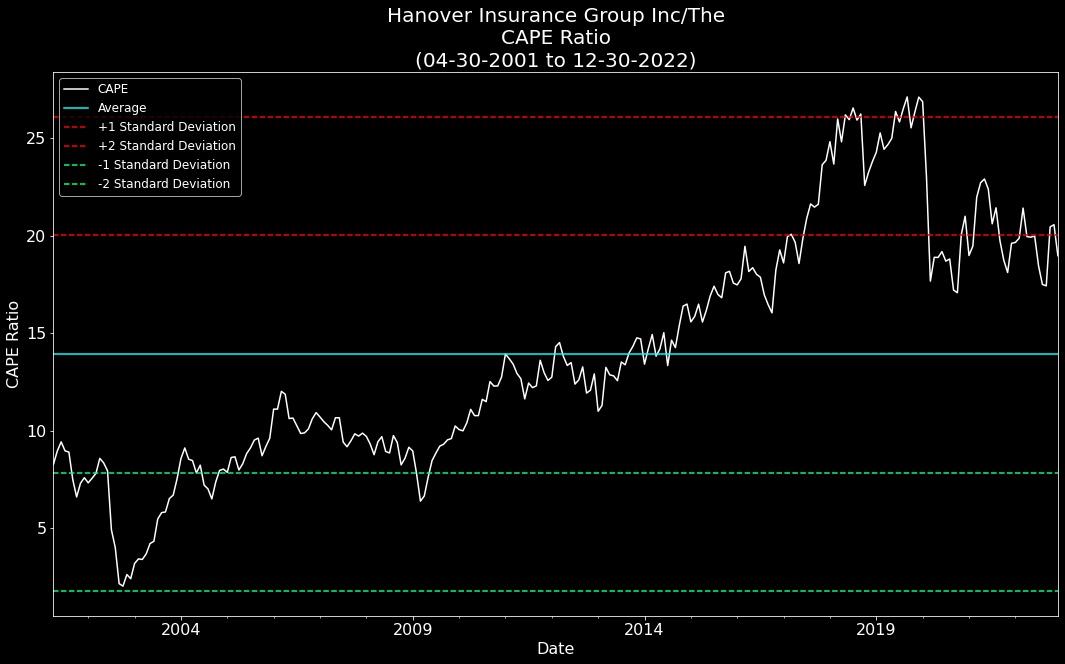 Hanover Insurance Group Inc/The
CAPE Ratio
(04-30-2001 to 12-30-2022)
CAPE
Average
+1 Standard Deviation
+2 Standard Deviation
-1 Standard Deviation
-2 Standard Deviation
25
20
15
10
5
CAPE Ratio
2004
2009
2014
2019
Date